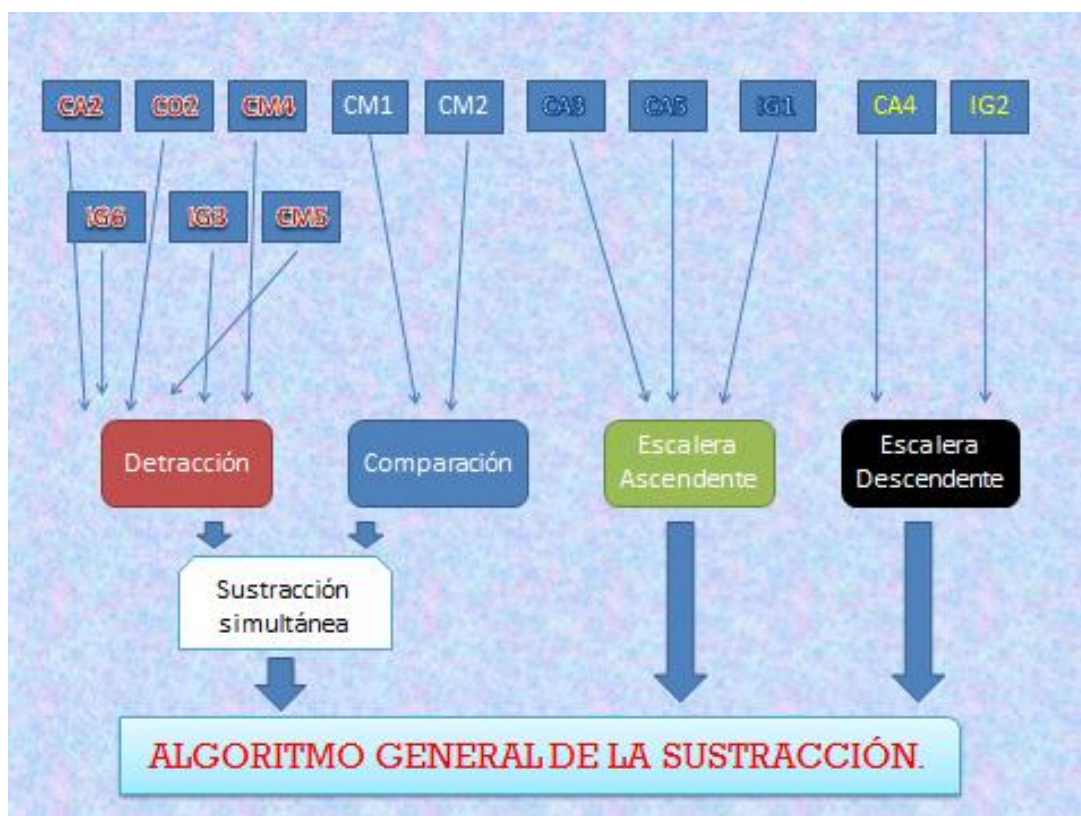 CA2 CO2 CM4 CM1 CM2 CA3 CA5 IG1 CA4 IG2
IG6 IG3 CM5
Detracción
Comparación
Escalera
Ascendente
Escalera
Descendente
Sustracción
simultánea
ALGORITMO GENERAL DE LA SUSTRACCIÓN.